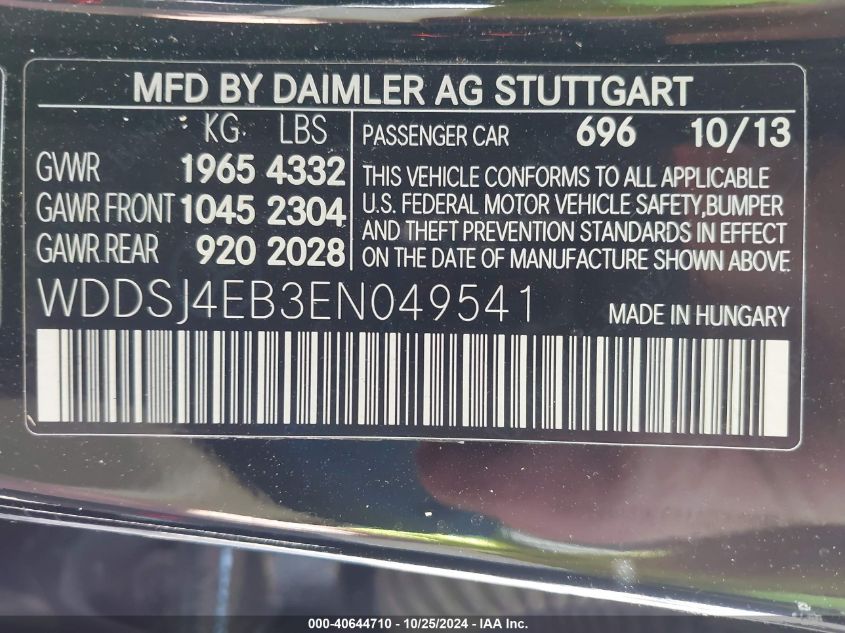 MFD BY DAIMLER AG STUTTGART
KG LBS
PASSENGER CAR 696 10/13
GVWR 1965 4332
GAWR FRONT 1045 2304
GAWR REAR 920 2028
THIS VEHICLE CONFORMS TO ALL APPLICABLE
U.S. FEDERAL MOTOR VEHICLE SAFETY,BUMPER
AND THEFT PREVENTION STANDARDS IN EFFECT
ON THE DATE OF MANUFACTURE SHOWN ABOVE.
WDDSJ4EB3EN049541
MADE IN HUNGARY
000-40644710 - 10/25/2024 - IAA Inc.